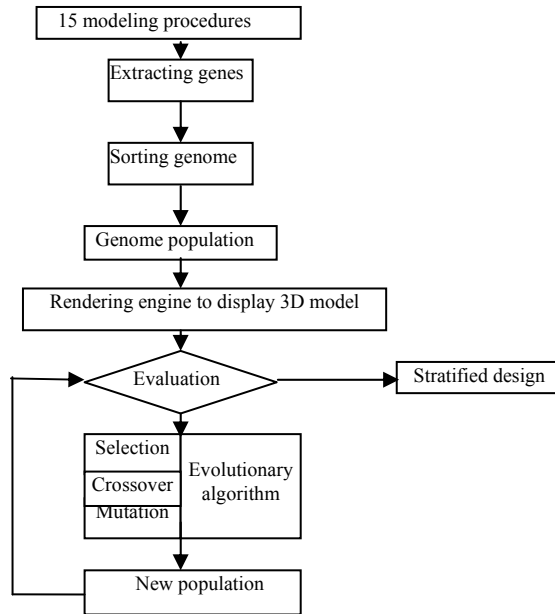 15 modeling procedures
Extracting genes
Sorting genome
Genome population
Rendering engine to display 3D model
Evaluation
Stratified design
Selection
Crossover
Mutation
Evolutionary
algorithm
New population